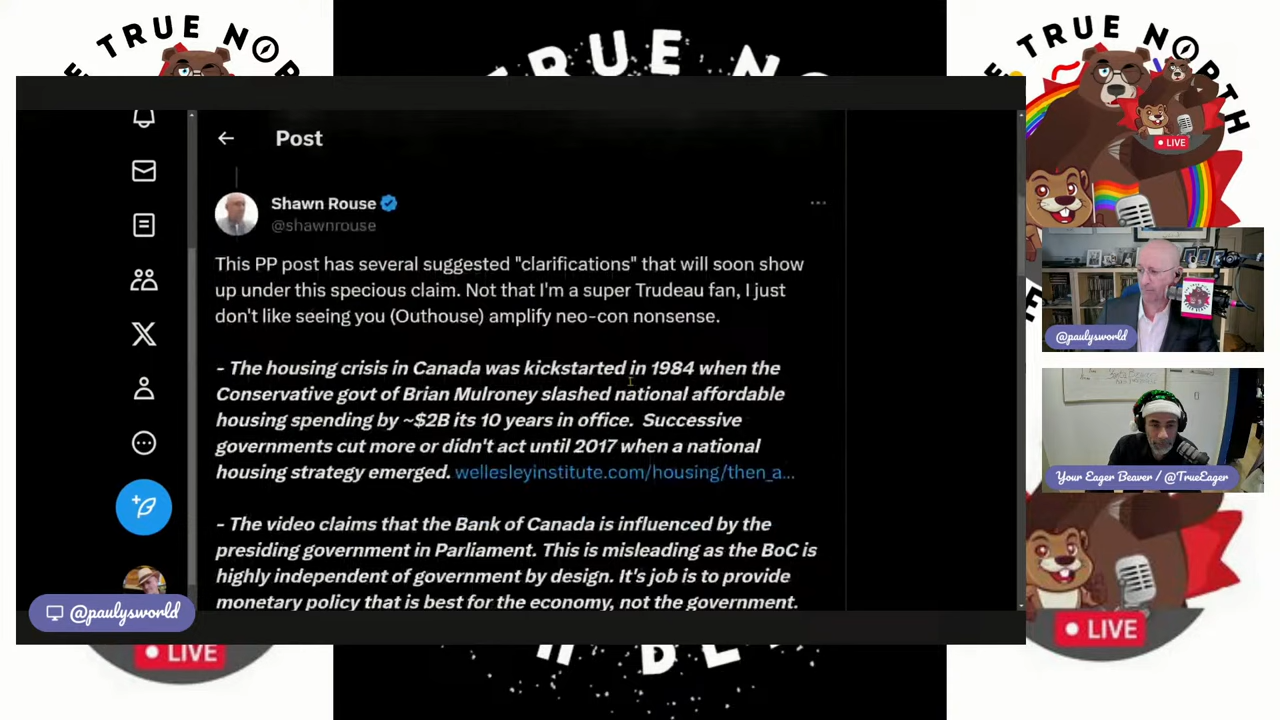 TRUE NO
TRUE NO
TRUE NORTH
LIVE
Post
Shawn Rouse
@shawnrouse
This PP post has several suggested "clarifications" that will soon show
up under this specious claim. Not that I'm a super Trudeau fan, I just
don't like seeing you (Outhouse) amplify neo-con nonsense.
- The housing crisis in Canada was kickstarted in 1984 when the
Conservative govt of Brian Mulroney slashed national affordable
housing spending by ~$2B its 10 years in office. Successive
governments cut more or didn't act until 2017 when a national
housing strategy emerged. wellesleyinstitute.com/housing/then_a...
- The video claims that the Bank of Canada is influenced by the
presiding government in Parliament. This is misleading as the BoC is
highly independent of government by design. It's job is to provide
monetary policy that is best for the economy, not the government.
@paulysworld
@paulysworld
Your Eager Beaver / @TrueEager
LIVE
LIVE